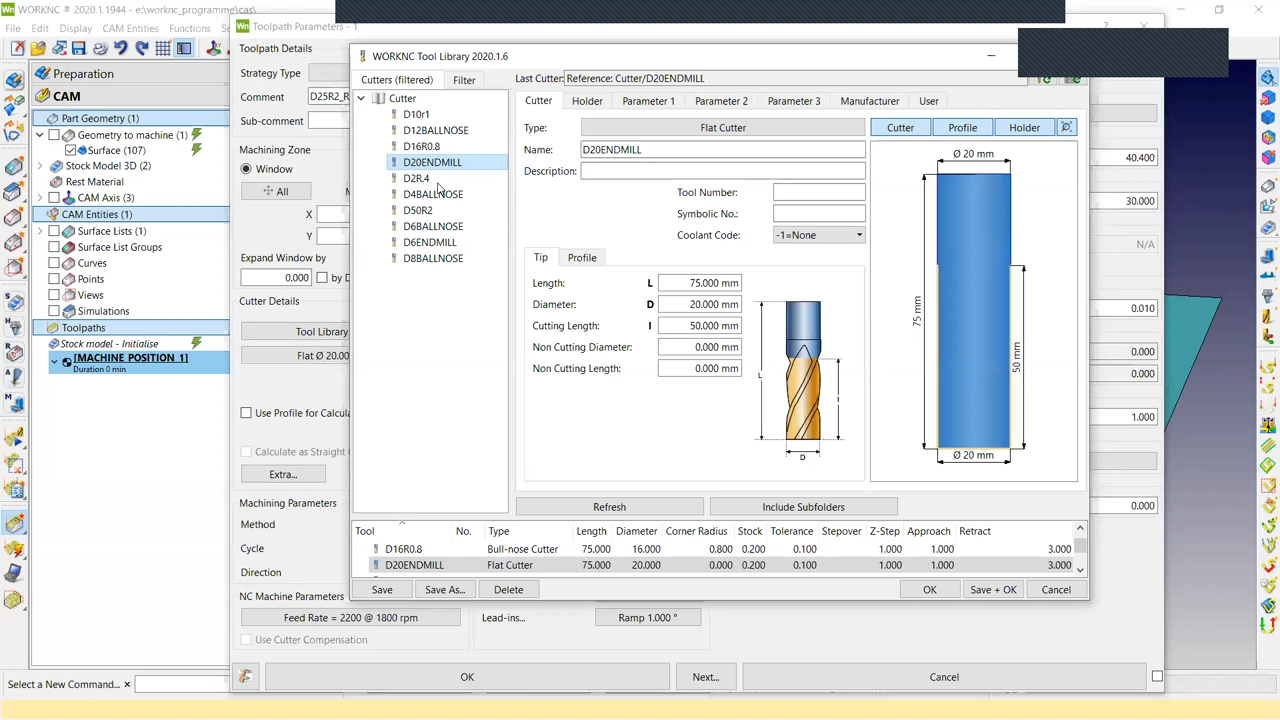 WORKNC ® 2020.1.1944 - e:\worknc_programme\cas\
File Edit Display CAM Entities Functions
Preparation
CAM
Part Geometry (1)
Geometry to machine (1)
Surface (107)
Stock Model 3D (2)
Rest Material
CAM Axis (3)
CAM Entities (1)
Surface Lists (1)
Surface List Groups
Curves
Points
Views
Simulations
Toolpaths
Stock model - Initialise
[MACHINE POSITION 1]
Duration 0 min
Select a New Command...
Toolpath Parameters - 1
Toolpath Details
Strategy Type
Comment
Sub-comment
Machining Zone
Window
All
X
Y
Expand Window by
0.000
Cutter Details
Tool Library
Use Profile for Calcula
Extra...
Machining Parameters
Method
Cycle
Direction
NC Machine Parameters
Feed Rate = 2200 @ 1800 rpm
Lead-ins...
Ramp 1.000 °
Use Cutter Compensation
OK
Next...
Cancel
40.400
30.000
N/A
0.010
0.000
0.000
1.000
0.000
WORKNC Tool Library 2020.1.6
Cutters (filtered) Filter
Cutter
D10r1
D12BALLNOSE
D16R0.8
D20ENDMILL
D2R.4
D4BALLNOSE
D50R2
D6BALLNOSE
D6ENDMILL
D8BALLNOSE
Last Cutter: Reference: Cutter/D20ENDMILL
Cutter Holder Parameter 1 Parameter 2 Parameter 3 Manufacturer User
Type: Flat Cutter
Name: D20ENDMILL
Description:
Tool Number:
Symbolic No.:
Coolant Code: -1=None
Tip Profile
Length: L 75.000 mm
Diameter: D 20.000 mm
Cutting Length: I 50.000 mm
Non Cutting Diameter: 0.000 mm
Non Cutting Length: 0.000 mm
L
I
D
Cutter Profile Holder
Ø 20 mm
75 mm
50 mm
Ø 20 mm
Refresh
Include Subfolders
Tool No. Type Length Diameter Corner Radius Stock Tolerance Stepover Z-Step Approach Retract
D16R0.8 Bull-nose Cutter 75.000 16.000 0.800 0.200 0.100 1.000 1.000 3.000
D20ENDMILL Flat Cutter 75.000 20.000 0.000 0.200 0.100 1.000 1.000 3.000
Save Save As... Delete OK Save + OK Cancel